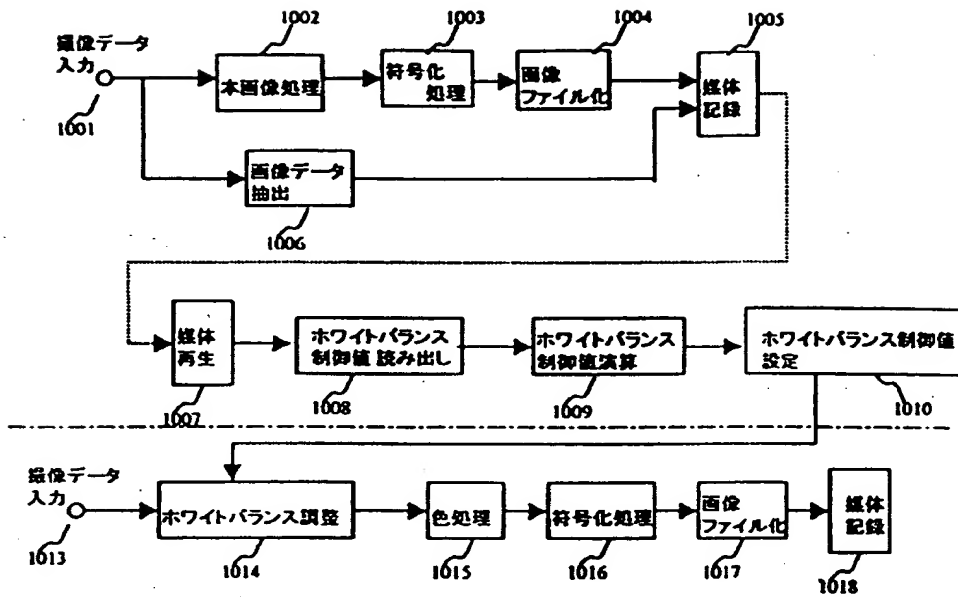 1002
1003
1004
1005
撮像データ
入力
1001
本画像処理
符号化
処理
画像
ファイル化
媒体
記録
画像データ
抽出
1006
媒体
再生
1007
ホワイトバランス
制御値 読み出し
1008
ホワイトバランス
制御値演算
1009
ホワイトバランス制御値
設定
1010
撮像データ
入力
1013
ホワイトバランス調整
1014
色処理
1015
符号化処理
1016
画像
ファイル化
1017
媒体
記録
1018